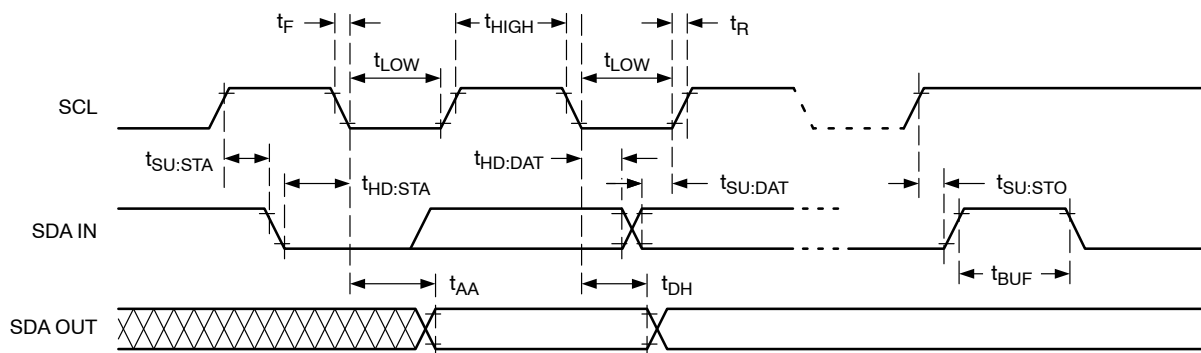 tF
tHIGH
tR
tLOW
tLOW
SCL
tSU:STA
tHD:STA
tHD:DAT
tSU:DAT
tSU:STO
SDA IN
tAA
tDH
tBUF
SDA OUT